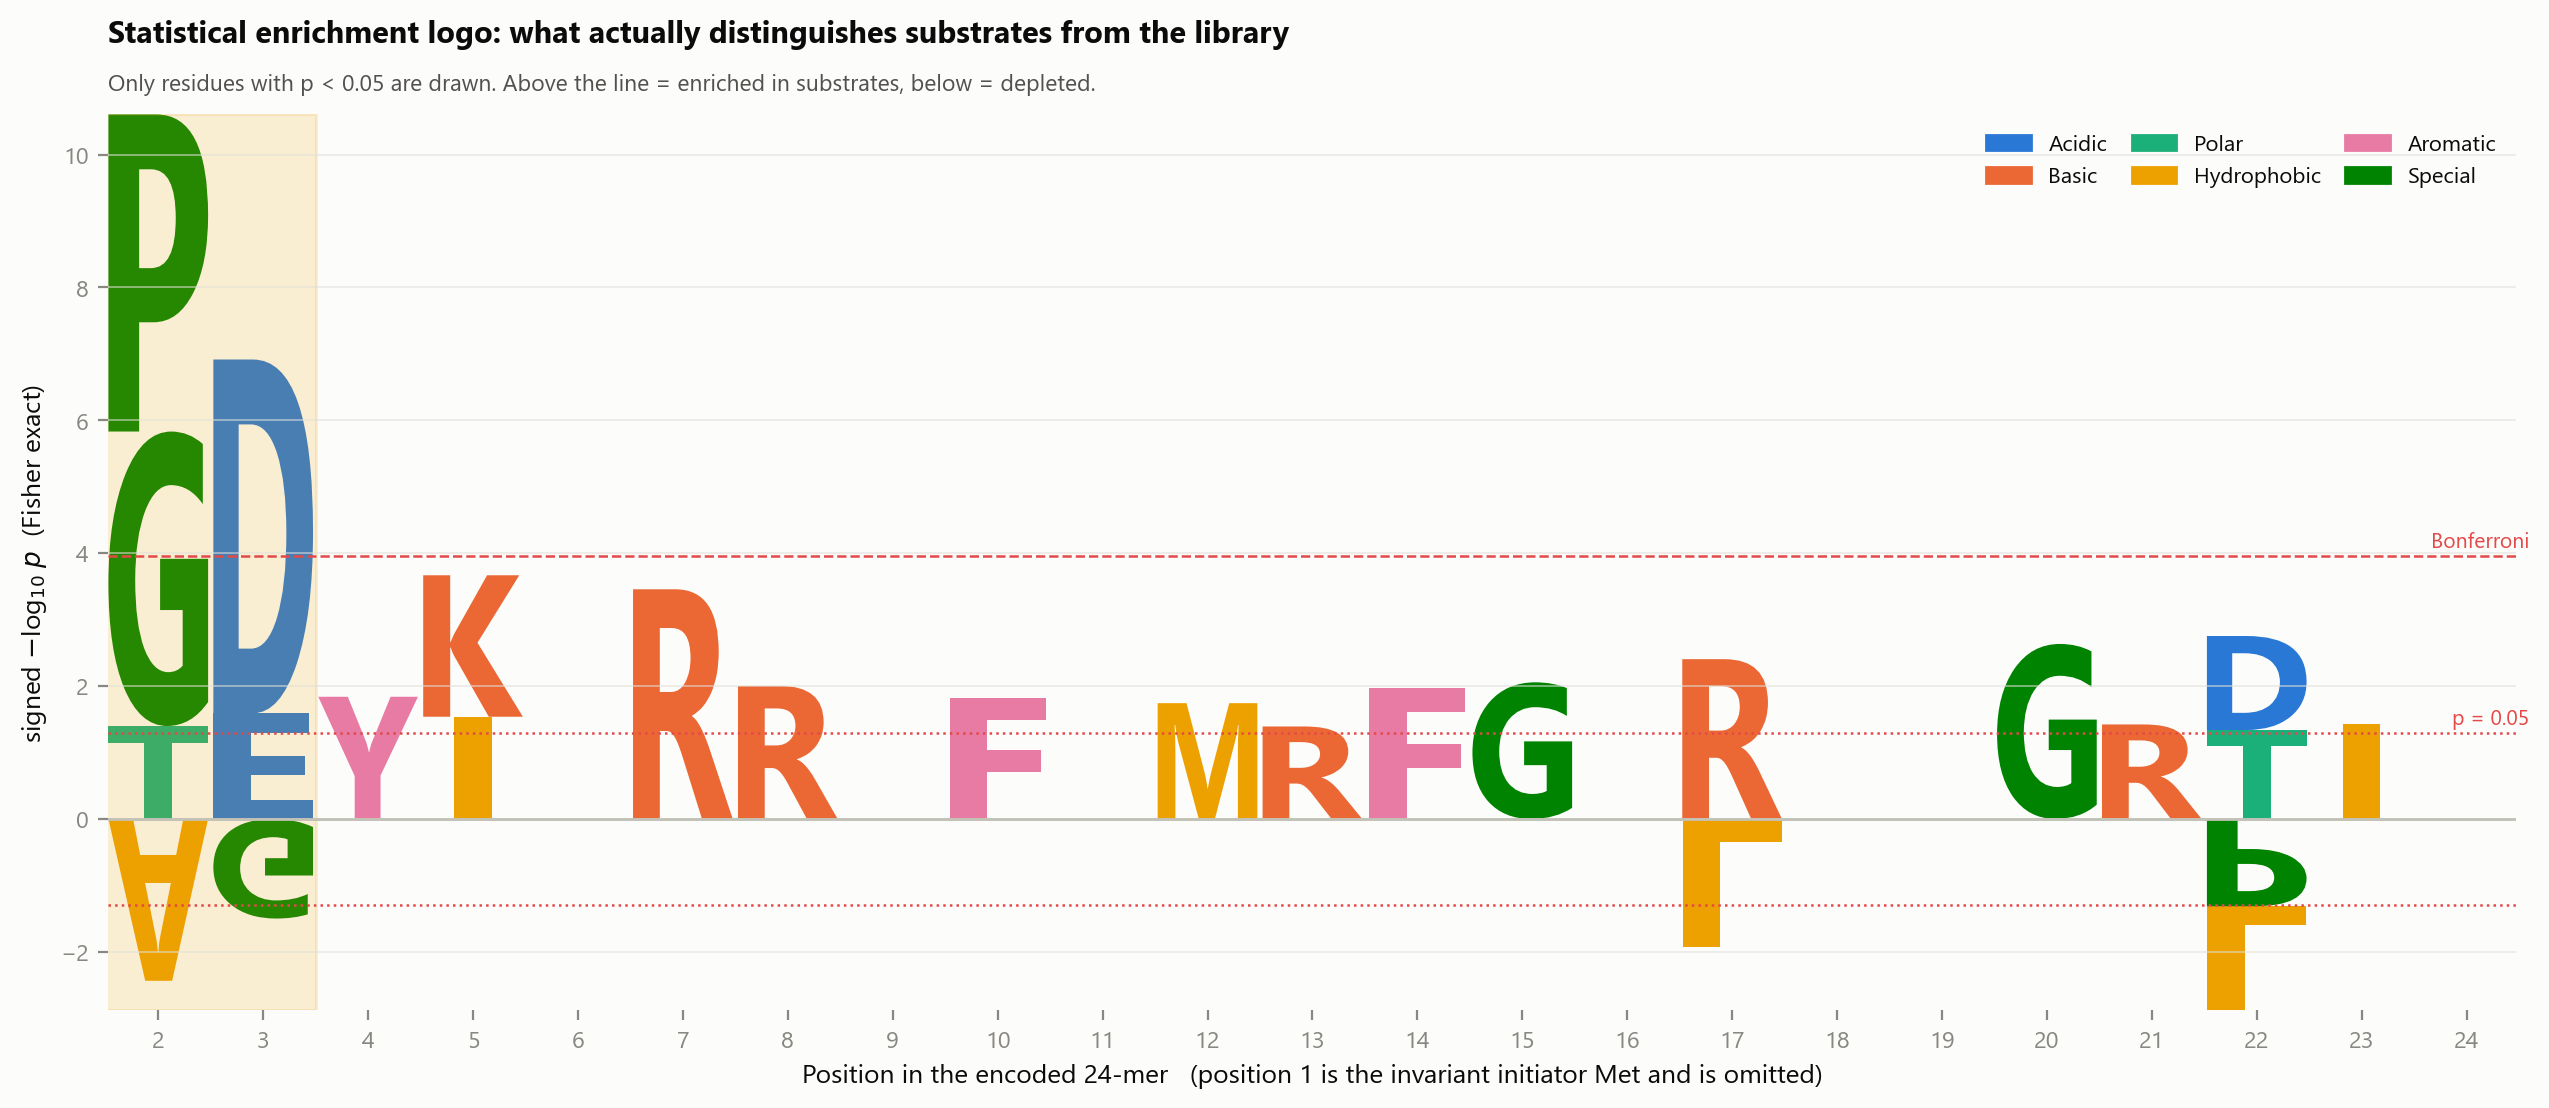 Statistical enrichment logo: what actually distinguishes substrates from the library
Only residues with p < 0.05 are drawn. Above the line = enriched in substrates, below = depleted.
Acidic Polar Aromatic
Basic Hydrophobic Special
10
8
6
4
2
0
−2
signed −log₁₀ p (Fisher exact)
Bonferroni
p = 0.05
P
G D
T E Y K I R R F M R F G R G R D T I
A G L P L
2 3 4 5 6 7 8 9 10 11 12 13 14 15 16 17 18 19 20 21 22 23 24
Position in the encoded 24-mer (position 1 is the invariant initiator Met and is omitted)